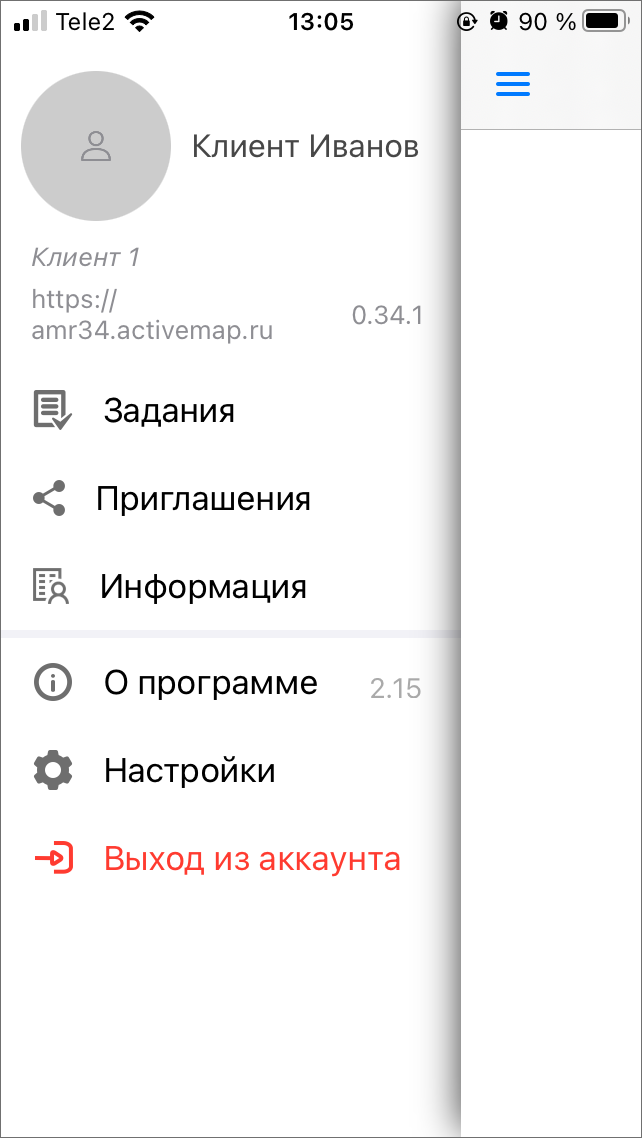 Tele2 13:05 90 %
Клиент Иванов
Клиент 1
https://
amr34.activemap.ru
0.34.1
Задания
Приглашения
Информация
О программе 2.15
Настройки
Выход из аккаунта